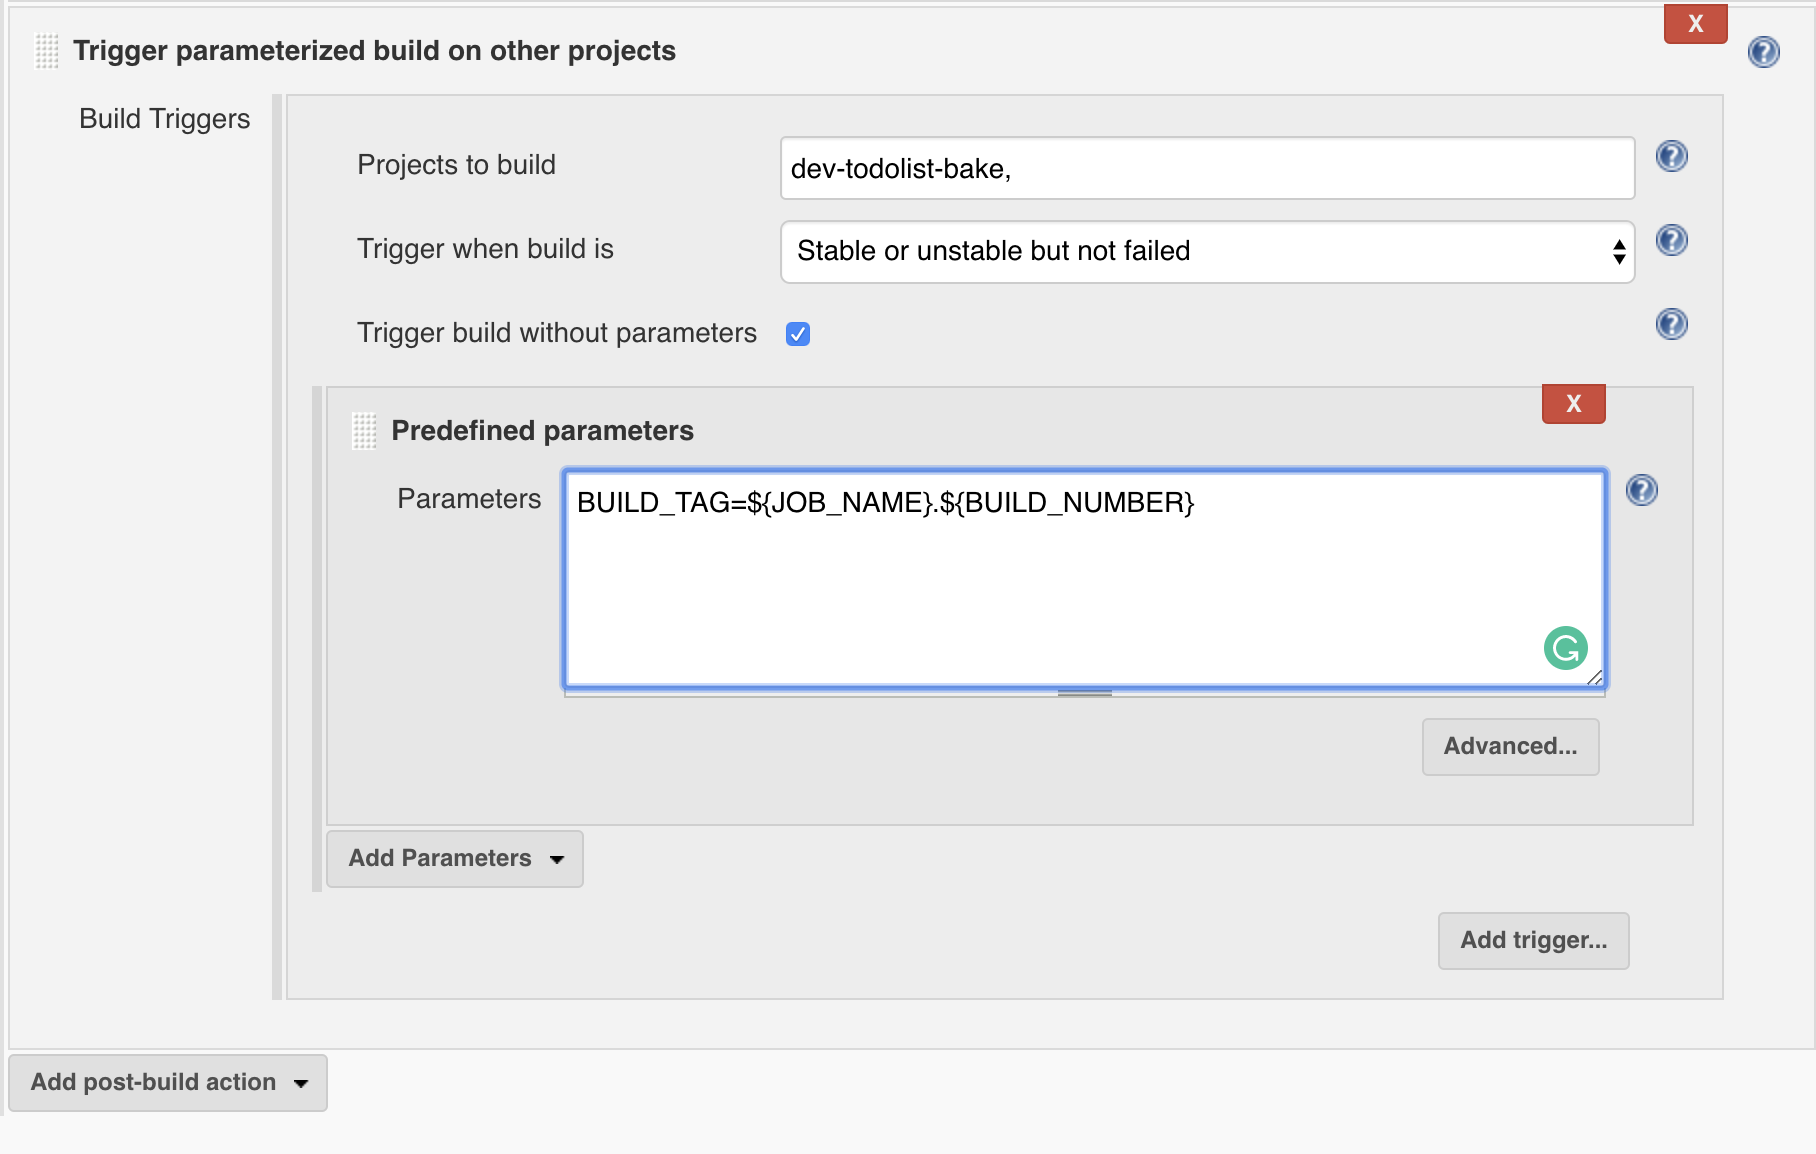 X
Trigger parameterized build on other projects
?
Build Triggers
Projects to build
dev-todolist-bake,
?
Trigger when build is
Stable or unstable but not failed
?
Trigger build without parameters
?
X
Predefined parameters
Parameters
BUILD_TAG=${JOB_NAME}.${BUILD_NUMBER}
?
Advanced...
Add Parameters
Add trigger...
Add post-build action